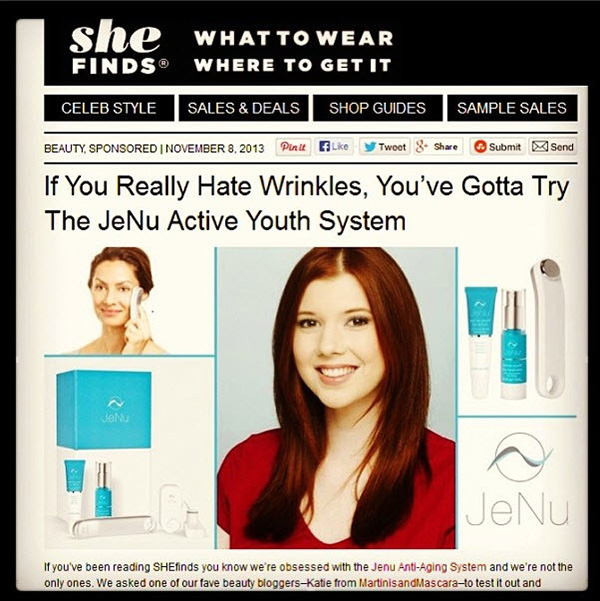 she
FINDS®
WHAT TO WEAR
WHERE TO GET IT
CELEB STYLE
SALES & DEALS
SHOP GUIDES
SAMPLE SALES
BEAUTY, SPONSORED | NOVEMBER 8, 2013
Pin it
Like
Tweet
Share
Submit
Send
If You Really Hate Wrinkles, You've Gotta Try
The JeNu Active Youth System
JeNu
JeNu
JeNu
JeNu
If you've been reading SHEfinds you know we're obsessed with the Jenu Anti-Aging System and we're not the
only ones. We asked one of our fave beauty bloggers–Katie from MartinisandMascara–to test it out and